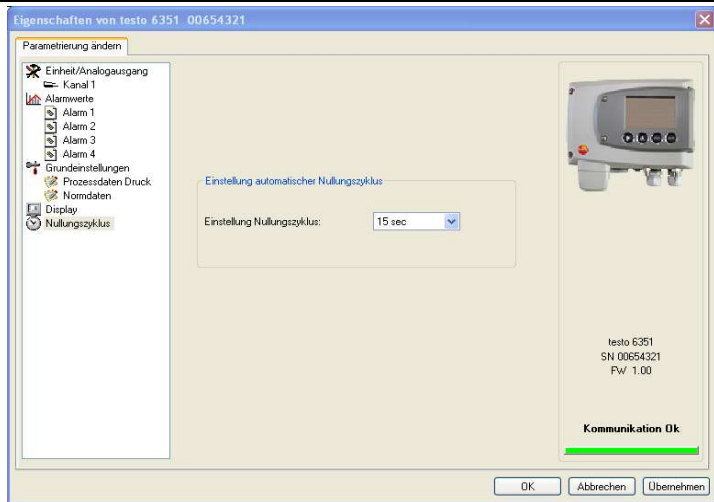 Eigenschaften von testo 6351 00654321
Parametrierung ändern
Einheit/Analogausgang
Kanal 1
Alarmwerte
Alarm 1
Alarm 2
Alarm 3
Alarm 4
Grundeinstellungen
Prozessdaten Druck
Normdaten
Display
Nullungszyklus
Einstellung automatischer Nullungszyklus
Einstellung Nullungszyklus: 15 sec
testo 6351
SN 00654321
FW 1.00
Kommunikation Ok
OK Abbrechen Übernehmen